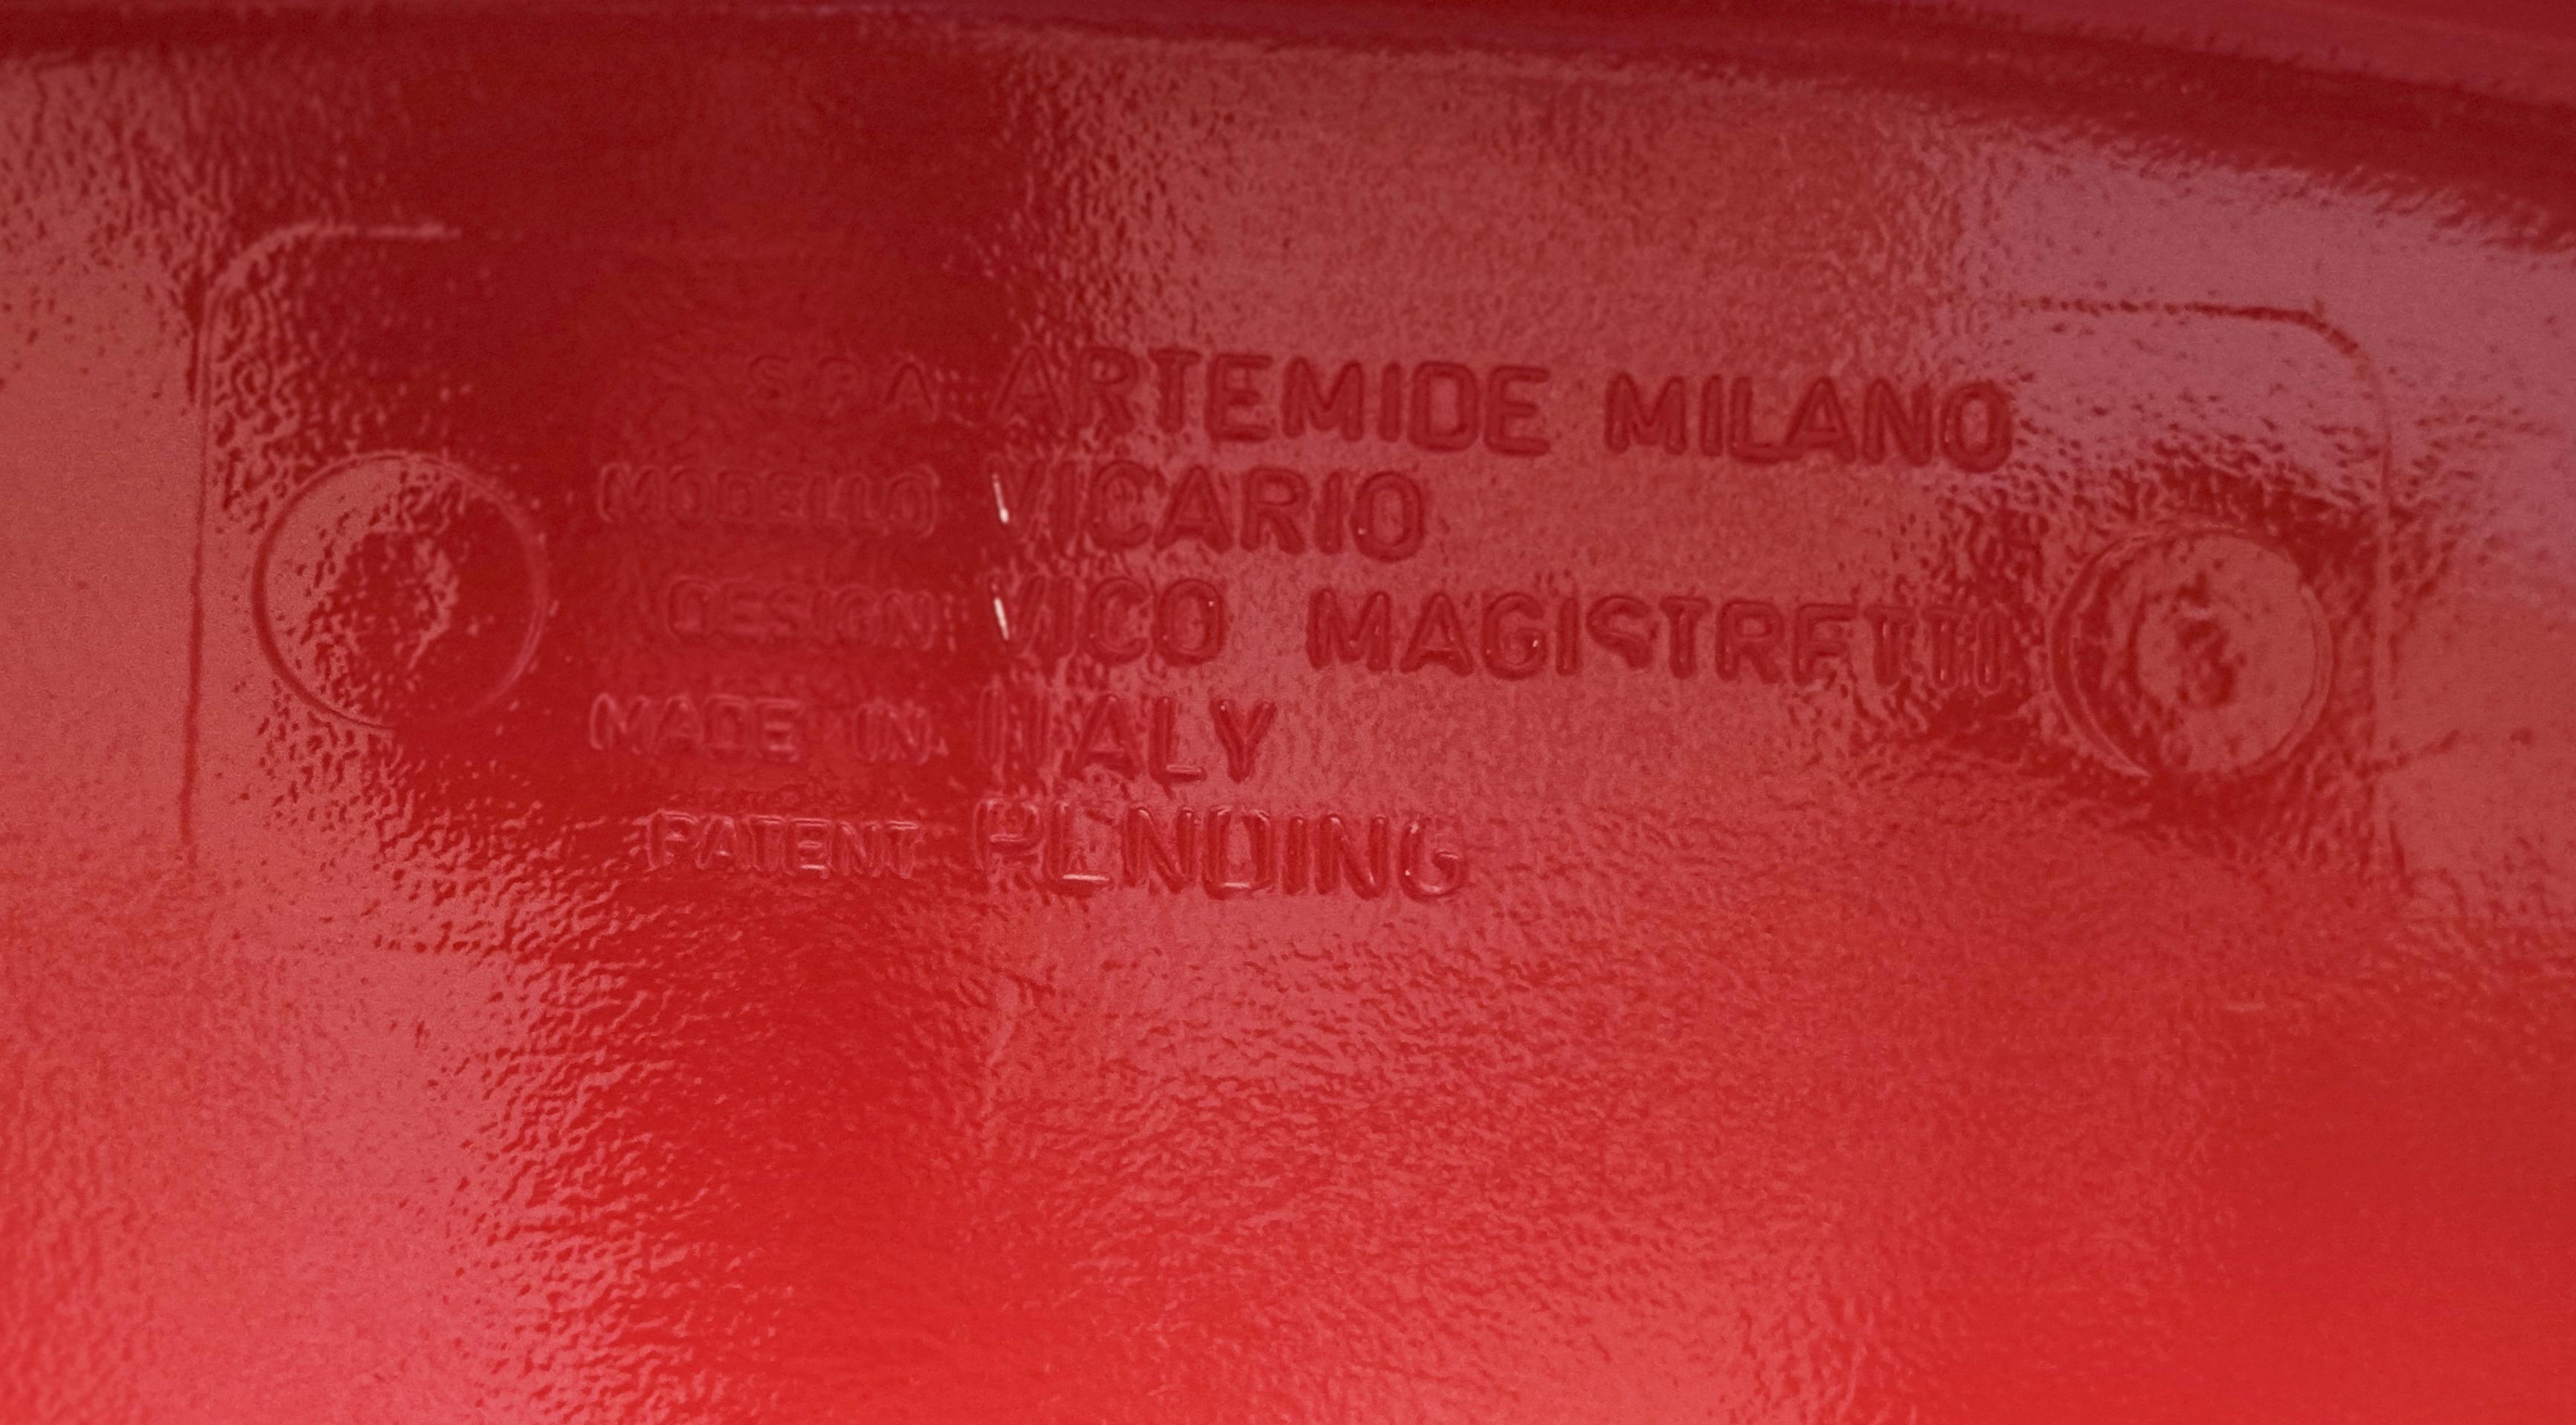 S.P.A. ARTEMIDE MILANO
MODELLO VICARIO
DESIGN: VICO MAGISTRETTI
MADE IN ITALY
PATENT PENDING